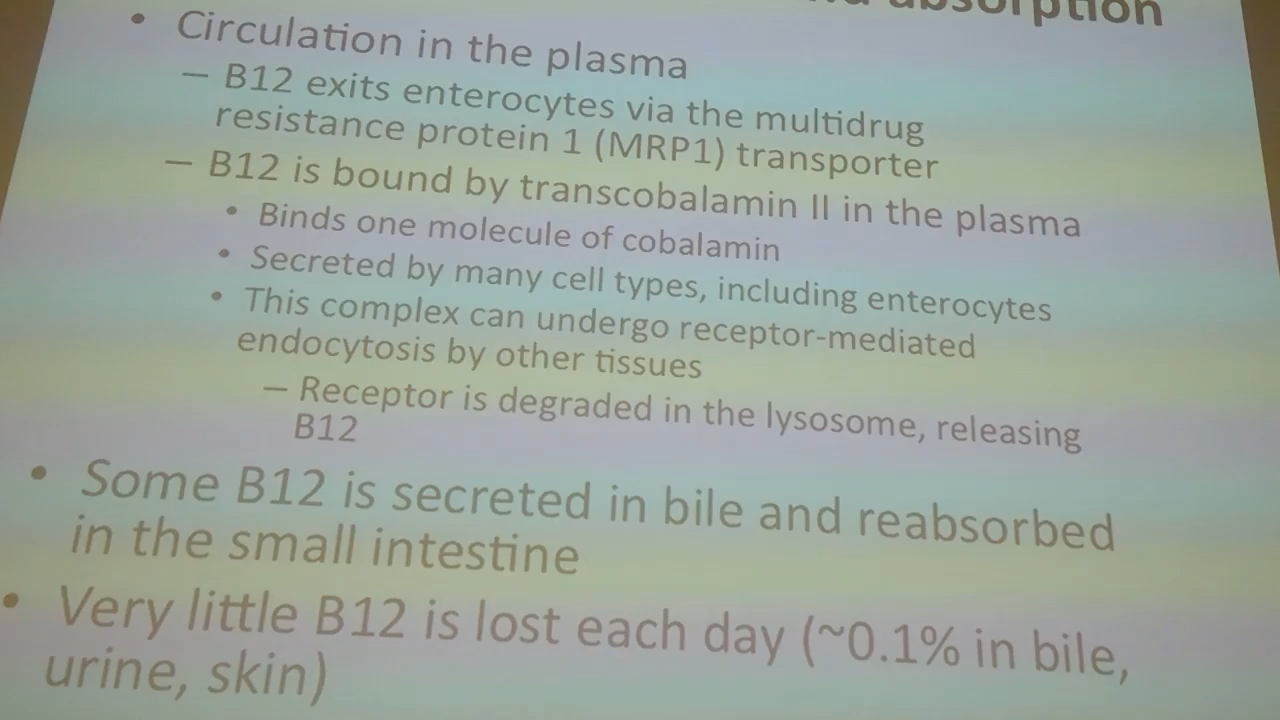 absorption
• Circulation in the plasma
– B12 exits enterocytes via the multidrug
resistance protein 1 (MRP1) transporter
– B12 is bound by transcobalamin II in the plasma
• Binds one molecule of cobalamin
• Secreted by many cell types, including enterocytes
• This complex can undergo receptor-mediated
endocytosis by other tissues
– Receptor is degraded in the lysosome, releasing
B12
• Some B12 is secreted in bile and reabsorbed
in the small intestine
• Very little B12 is lost each day (~0.1% in bile,
urine, skin)